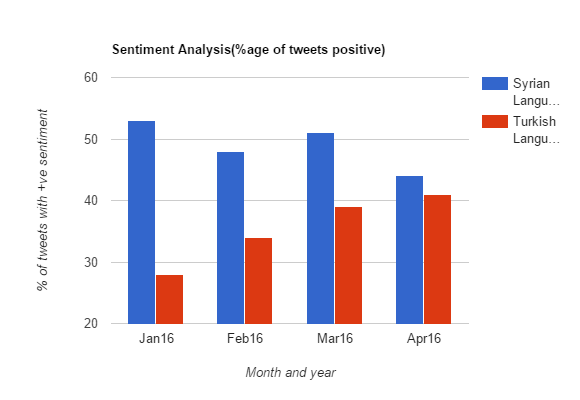 Sentiment Analysis(%age of tweets positive)
60
50
40
30
20
% of tweets with +ve sentiment
Jan16 Feb16 Mar16 Apr16
Month and year
Syrian
Langu...
Turkish
Langu...